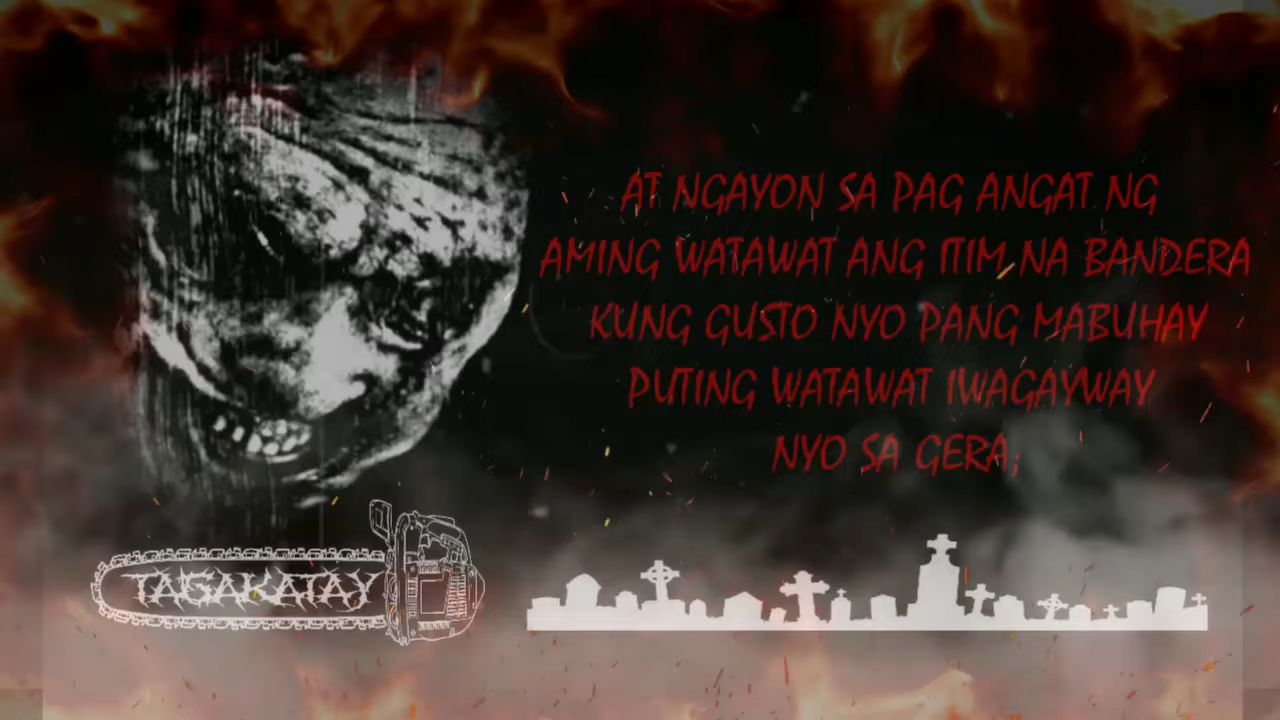 AT NGAYON SA PAG ANGAT NG
AMING WATAWAT ANG ITIM NA BANDERA
KUNG GUSTO NYO PANG MABUHAY
PUTING WATAWAT IWAGAYWAY
NYO SA GERA;
TAGAKATAY